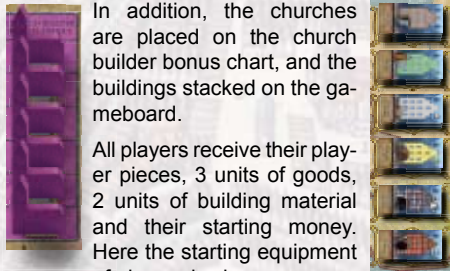 In addition, the churches
are placed on the church
builder bonus chart, and the
buildings stacked on the ga-
meboard.
All players receive their play-
er pieces, 3 units of goods,
2 units of building material
and their starting money.
Here the starting equipment